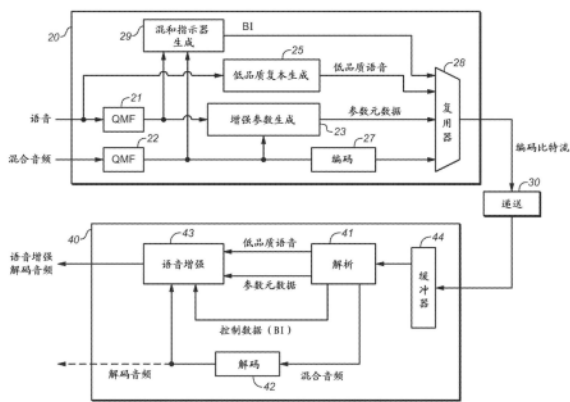 20
29
混和指示器
生成
BI
25
低品质复本生成
低品质语音
28
复用器
语音
21
QMF
增强参数生成
23
参数元数据
混合音频
22
QMF
27
编码
编码比特流
30
递送
40
43
语音增强
语音增强
解码音频
低品质语音
参数元数据
41
解析
44
缓冲器
控制数据(BI)
解码
42
解码音频
混合音频